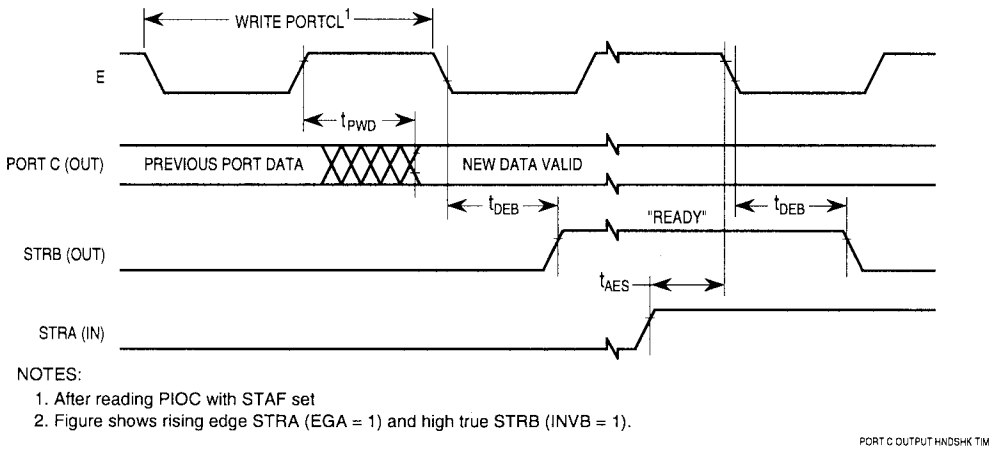 WRITE PORTCL1
E
tPWD
PORT C (OUT)
PREVIOUS PORT DATA
NEW DATA VALID
tDEB
"READY"
tDEB
STRB (OUT)
tAES
STRA (IN)
NOTES:
1. After reading PIOC with STAF set
2. Figure shows rising edge STRA (EGA = 1) and high true STRB (INVB = 1).
PORT C OUTPUT HNDSHK TIM